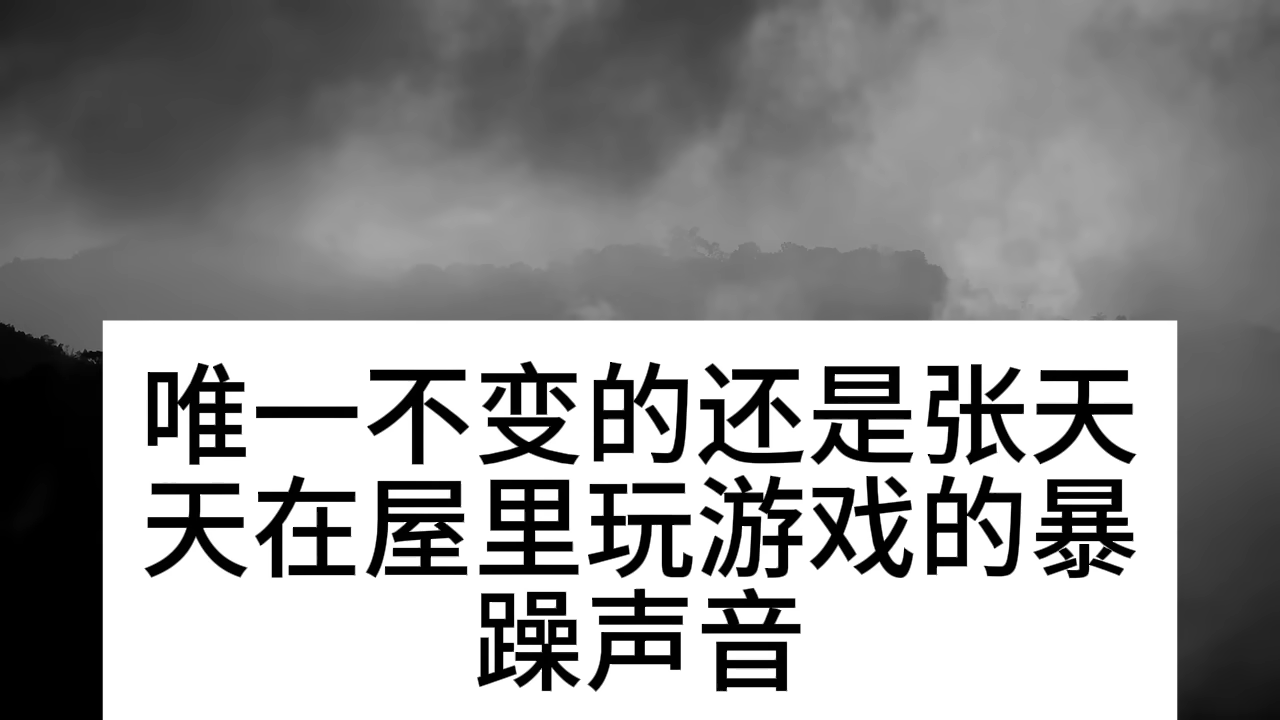 唯一不变的还是张天
天在屋里玩游戏的暴
躁声音